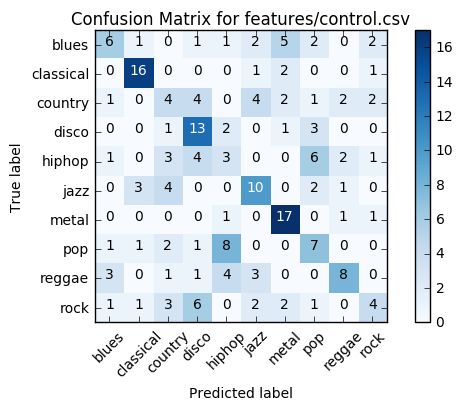 Confusion Matrix for features/control.csv
blues 6 1 0 1 1 2 5 2 0 2
classical 0 16 0 0 0 1 2 0 0 1
country 1 0 4 4 0 4 2 1 2 2
disco 0 0 1 13 2 0 1 3 0 0
hiphop 1 0 3 4 3 0 0 6 2 1
jazz 0 3 4 0 0 10 0 2 1 0
metal 0 0 0 0 1 0 17 0 1 1
pop 1 1 2 1 8 0 0 7 0 0
reggae 3 0 1 1 4 3 0 0 8 0
rock 1 1 3 6 0 2 2 1 0 4
blues classical country disco hiphop jazz metal pop reggae rock
Predicted label
True label
16
14
12
10
8
6
4
2
0